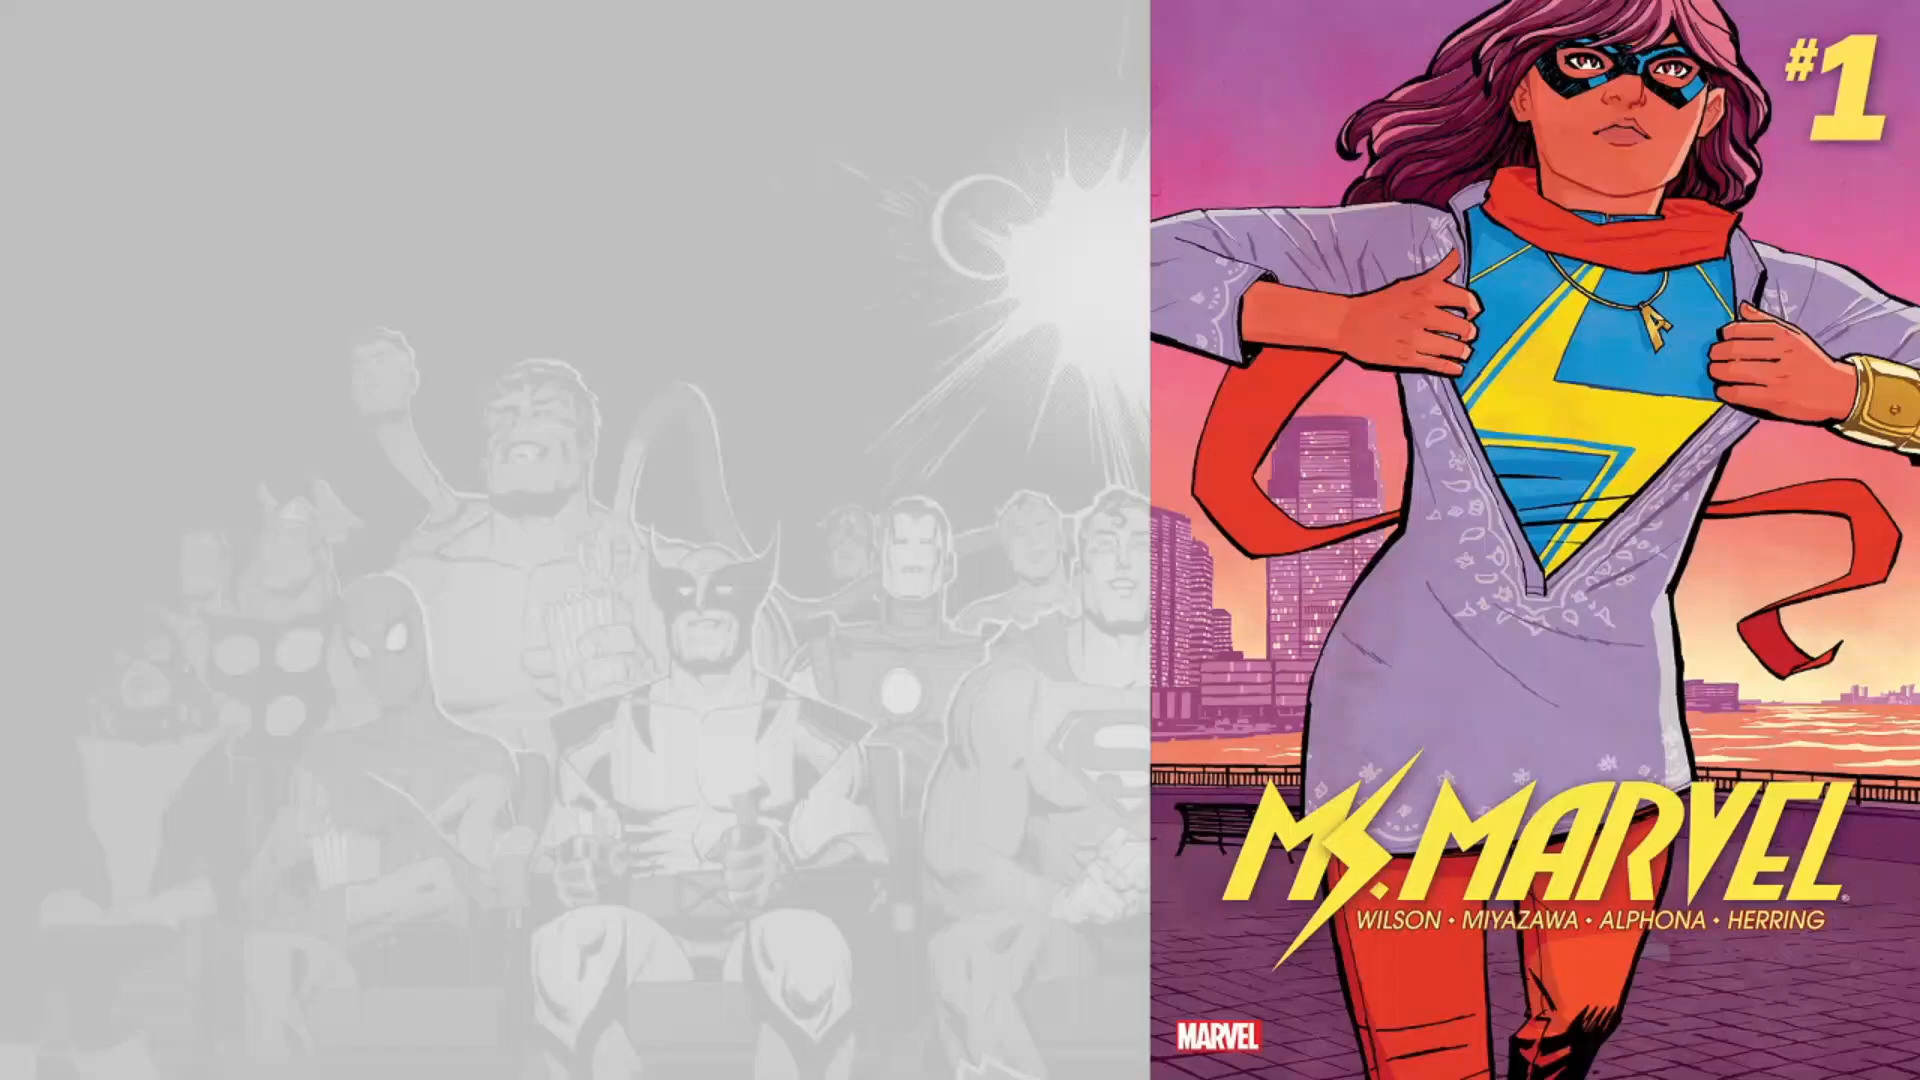 #1
A
MS. MARVEL
WILSON • MIYAZAWA • ALPHONA • HERRING
MARVEL